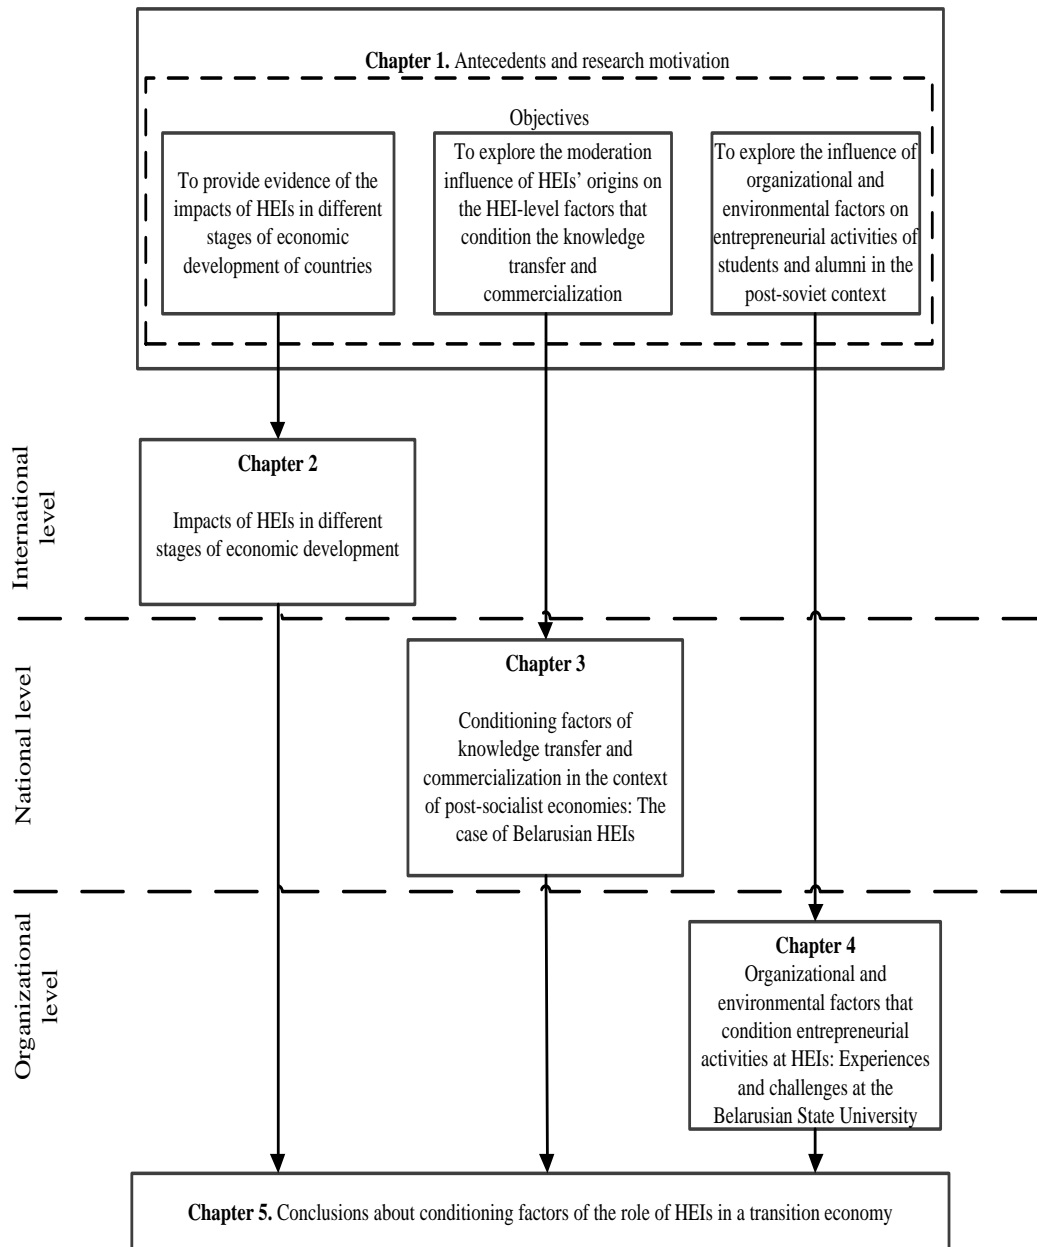 Chapter 1. Antecedents and research motivation
Objectives
To provide evidence of the
impacts of HEIs in different
stages of economic
development of countries
To explore the moderation
influence of HEIs’ origins on
the HEI-level factors that
condition the knowledge
transfer and
commercialization
To explore the influence of
organizational and
environmental factors on
entrepreneurial activities of
students and alumni in the
post-soviet context
International
level
Chapter 2
Impacts of HEIs in different
stages of economic development
National level
Chapter 3
Conditioning factors of
knowledge transfer and
commercialization in the context
of post-socialist economies: The
case of Belarusian HEIs
Organizational
level
Chapter 4
Organizational and
environmental factors that
condition entrepreneurial
activities at HEIs: Experiences
and challenges at the
Belarusian State University
Chapter 5. Conclusions about conditioning factors of the role of HEIs in a transition economy